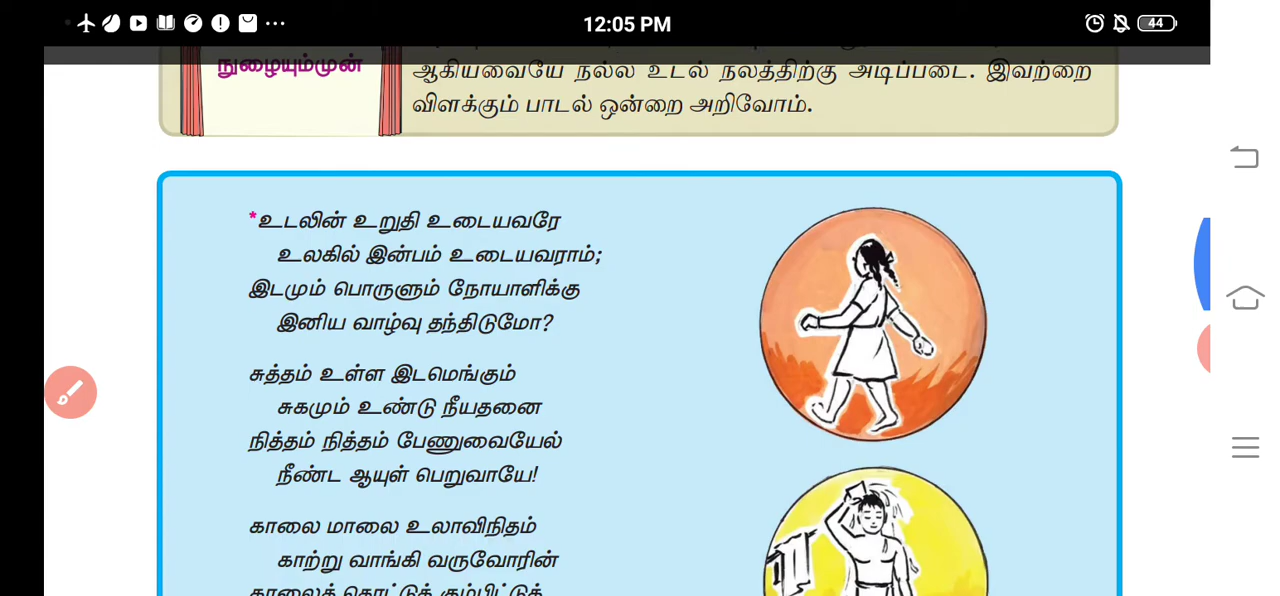 12:05 PM
44
நுழையுமுன்
ஆகியவையே நல்ல உடல் நலத்திற்கு அடிப்படை. இவற்றை
விளக்கும் பாடல் ஒன்றை அறிவோம்.
*உடலின் உறுதி உடையவரே
உலகில் இன்பம் உடையவராம்;
இடமும் பொருளும் நோயாளிக்கு
இனிய வாழ்வு தந்திடுமோ?
சுத்தம் உள்ள இடமெங்கும்
சுகமும் உண்டு நீயதனை
நித்தம் நித்தம் பேணுவையேல்
நீண்ட ஆயுள் பெறுவாயே!
காலை மாலை உலாவிநிதம்
காற்று வாங்கி வருவோரின்
காலைத் தொட்டுக் கும்பிட்டுக்